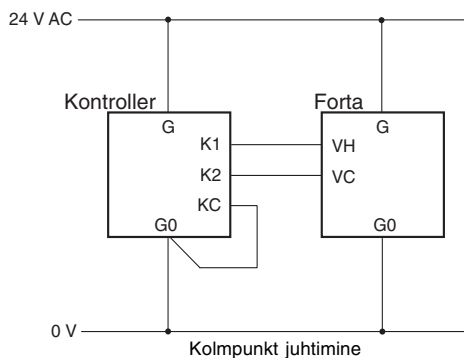 24 V AC
Kontroller
Forta
G
G
K1
VH
K2
VC
KC
G0
G0
0 V
Kolmpunkt juhtimine